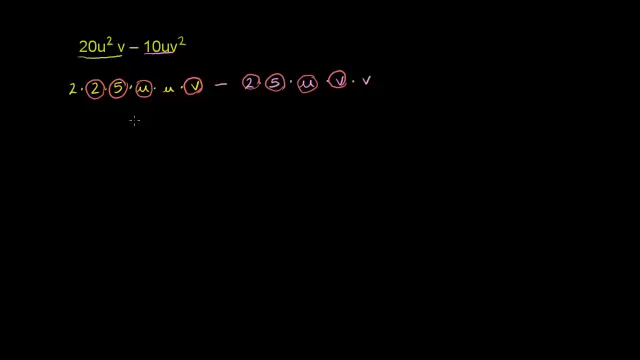 20u² v − 10uv²
2 · 2 · 5 · u · u · v − 2 · 5 · u · v · v